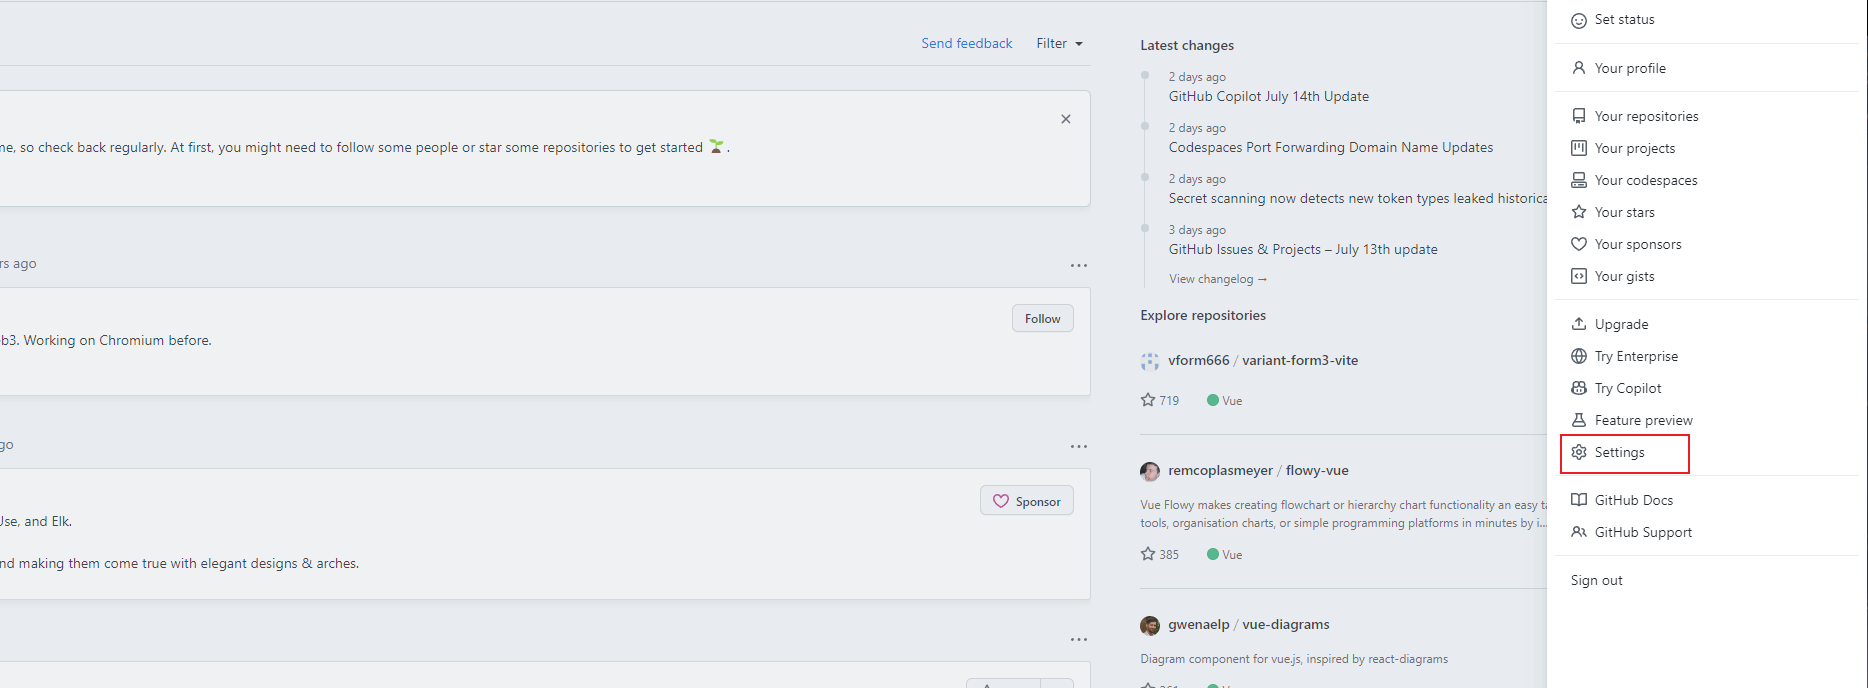 Send feedback
Filter
me, so check back regularly. At first, you might need to follow some people or star some repositories to get started 🌱 .
rs ago
Follow
b3. Working on Chromium before.
go
Sponsor
Use, and Elk.
nd making them come true with elegant designs & arches.
Latest changes
2 days ago
GitHub Copilot July 14th Update
2 days ago
Codespaces Port Forwarding Domain Name Updates
2 days ago
Secret scanning now detects new token types leaked historica
3 days ago
GitHub Issues & Projects – July 13th update
View changelog →
Explore repositories
vform666 / variant-form3-vite
719 Vue
remcoplasmeyer / flowy-vue
Vue Flowy makes creating flowchart or hierarchy chart functionality an easy ta
tools, organisation charts, or simple programming platforms in minutes by i...
385 Vue
gwenaelp / vue-diagrams
Diagram component for vue.js, inspired by react-diagrams
Set status
Your profile
Your repositories
Your projects
Your codespaces
Your stars
Your sponsors
Your gists
Upgrade
Try Enterprise
Try Copilot
Feature preview
Settings
GitHub Docs
GitHub Support
Sign out